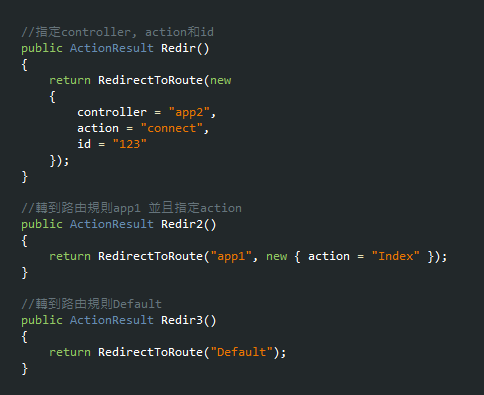 //指定controller, action和id
public ActionResult Redir()
{
    return RedirectToRoute(new
    {
        controller = "app2",
        action = "connect",
        id = "123"
    });
}
//轉到路由規則app1 並且指定action
public ActionResult Redir2()
{
    return RedirectToRoute("app1", new { action = "Index" });
}
//轉到路由規則Default
public ActionResult Redir3()
{
    return RedirectToRoute("Default");
}